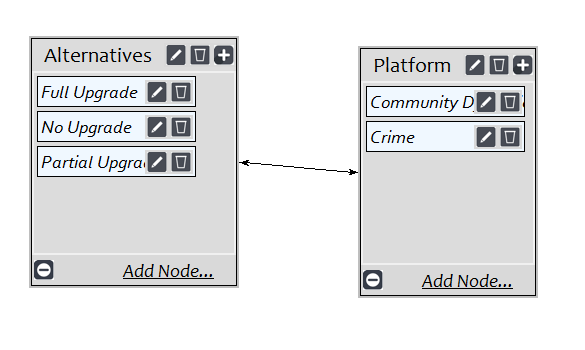 Alternatives
Full Upgrade
No Upgrade
Partial Upgra
Add Node...
Platform
Community D
Crime
Add Node...